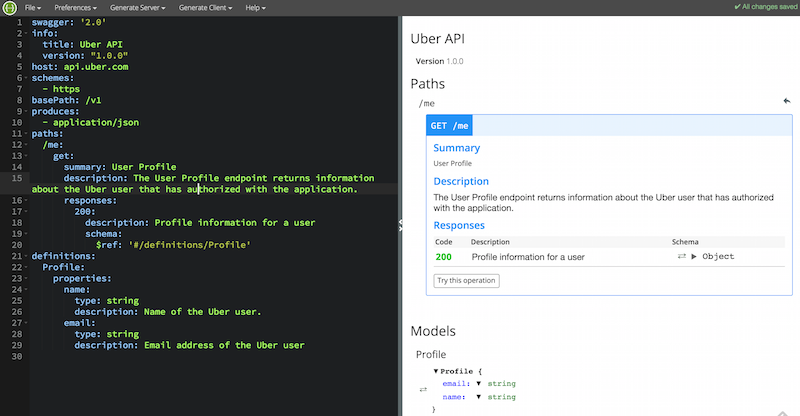 File Preferences Generate Server Generate Client Help ✔ All changes saved
1 swagger: '2.0'
2 info:
3 title: Uber API
4 version: "1.0.0"
5 host: api.uber.com
6 schemes:
7 - https
8 basePath: /v1
9 produces:
10 - application/json
11 paths:
12 /me:
13 get:
14 summary: User Profile
15 description: The User Profile endpoint returns information
about the Uber user that has authorized with the application.
16 responses:
17 200:
18 description: Profile information for a user
19 schema:
20 $ref: '#/definitions/Profile'
21 definitions:
22 Profile:
23 properties:
24 name:
25 type: string
26 description: Name of the Uber user.
27 email:
28 type: string
29 description: Email address of the Uber user
30
Uber API
Version 1.0.0
Paths
/me
GET /me
Summary
User Profile
Description
The User Profile endpoint returns information about the Uber user that has authorized
with the application.
Responses
Code Description Schema
200 Profile information for a user ⇄ ▶ Object
Try this operation
Models
Profile
▼ Profile {
⇄ email: ▼ string
name: ▼ string
}